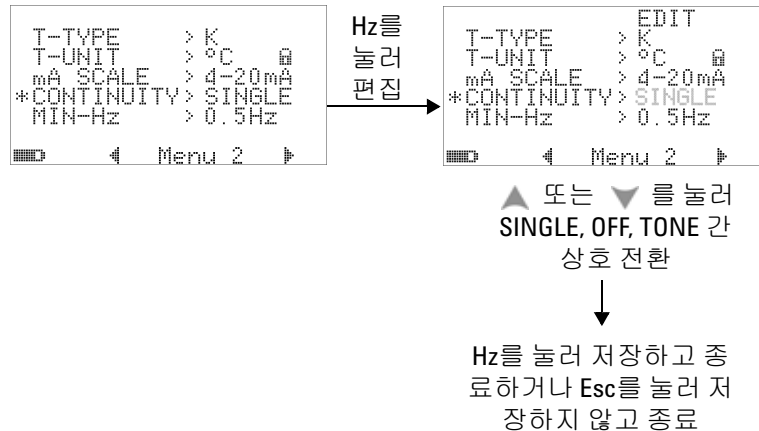 T-TYPE > K
T-UNIT > ºC
mA SCALE > 4-20mA
*CONTINUITY> SINGLE
MIN-Hz > 0.5Hz
Menu 2
Hz를
눌러
편집
EDIT
T-TYPE > K
T-UNIT > ºC
mA SCALE > 4-20mA
*CONTINUITY> SINGLE
MIN-Hz > 0.5Hz
Menu 2
▲ 또는 ▼ 를 눌러
SINGLE, OFF, TONE 간
상호 전환
Hz를 눌러 저장하고 종
료하거나 Esc를 눌러 저
장하지 않고 종료